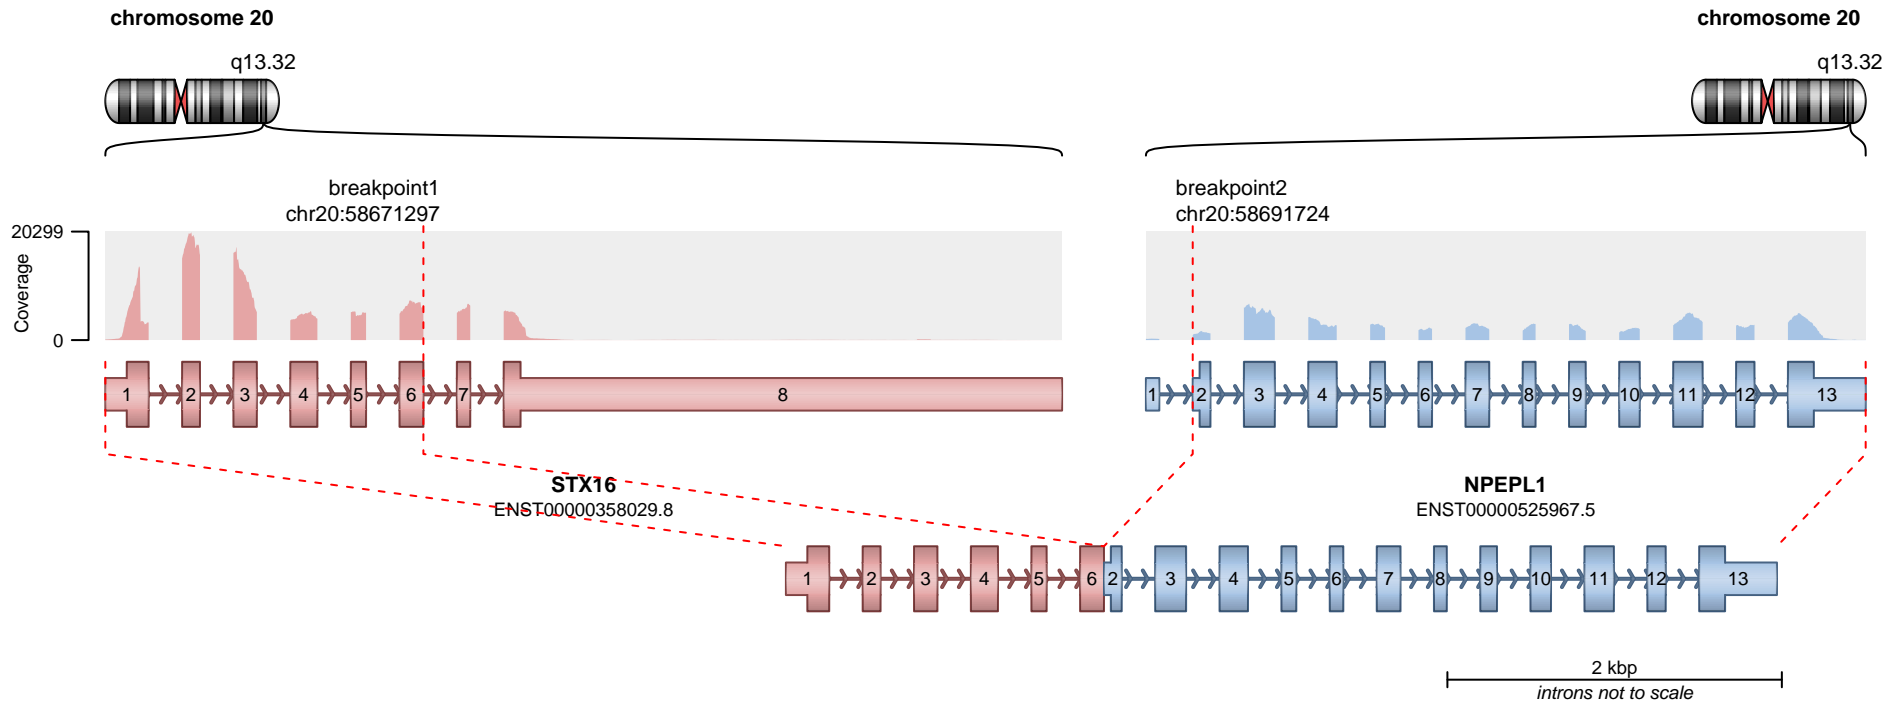 chromosome 20
chromosome 20
q13.32
q13.32
breakpoint1
chr20:58671297
breakpoint2
chr20:58691724
20299
Coverage
0
1 2 3 4 5 6 7 8
1 2 3 4 5 6 7 8 9 10 11 12 13
STX16
ENST00000358029.8
NPEPL1
ENST00000525967.5
1 2 3 4 5 6 2 3 4 5 6 7 8 9 10 11 12 13
2 kbp
introns not to scale